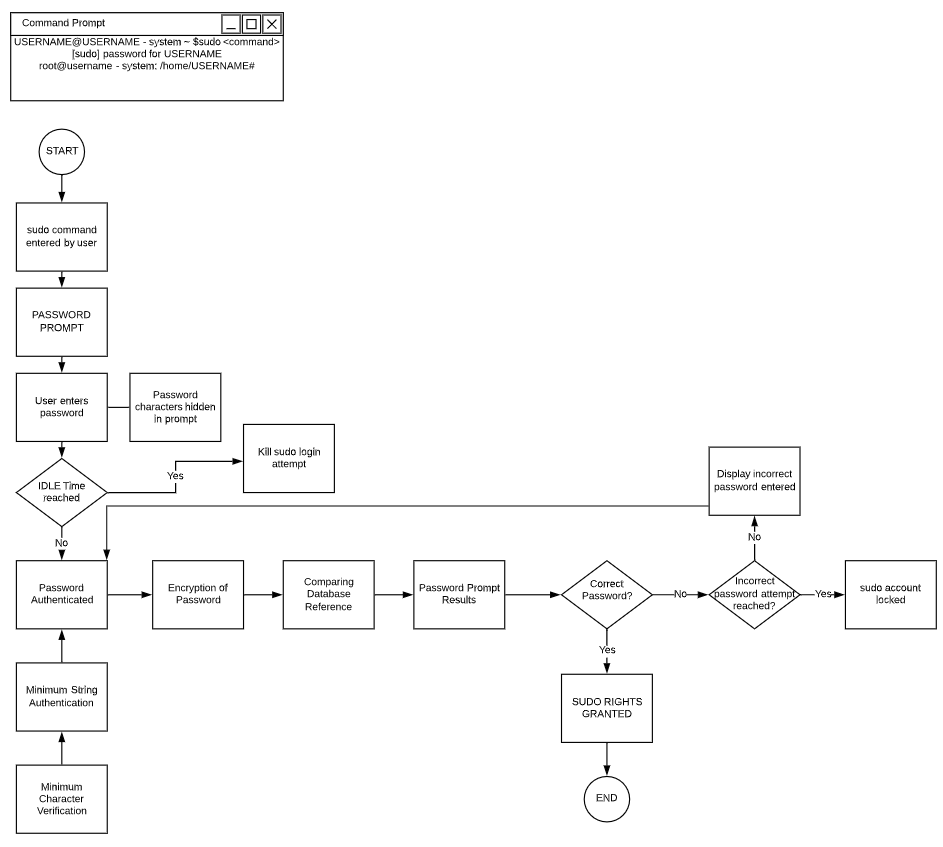 Command Prompt
USERNAME@USERNAME - system ~ $sudo <command>
[sudo] password for USERNAME
root@username - system: /home/USERNAME#
START
sudo command
entered by user
PASSWORD
PROMPT
User enters
password
Password
characters hidden
in prompt
IDLE Time
reached
Yes
Kill sudo login
attempt
No
Password
Authenticated
Encryption of
Password
Comparing
Database
Reference
Password Prompt
Results
Correct
Password?
No
Incorrect
password attempt
reached?
No
Display incorrect
password entered
Yes
sudo account
locked
Yes
SUDO RIGHTS
GRANTED
END
Minimum String
Authentication
Minimum
Character
Verification